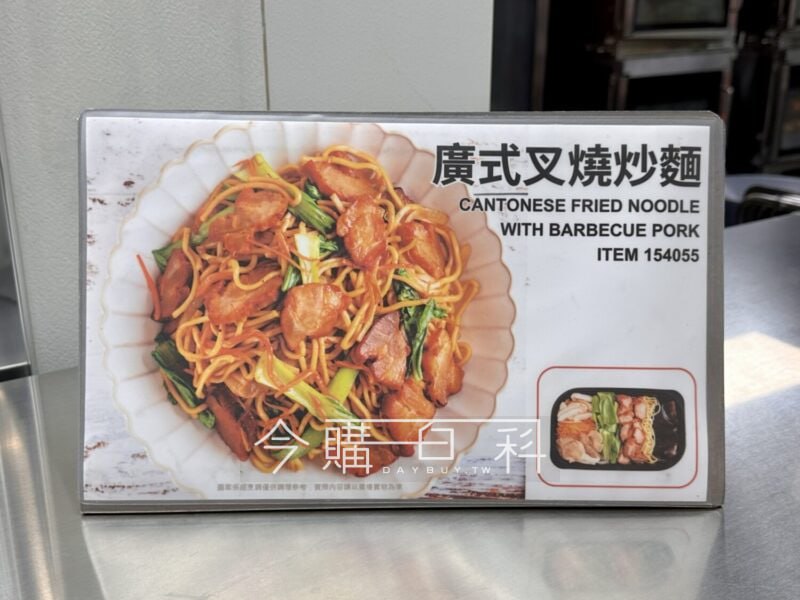 廣式叉燒炒麵
CANTONESE FRIED NOODLE
WITH BARBECUE PORK
ITEM 154055
今購百科
DAYBUY.TW